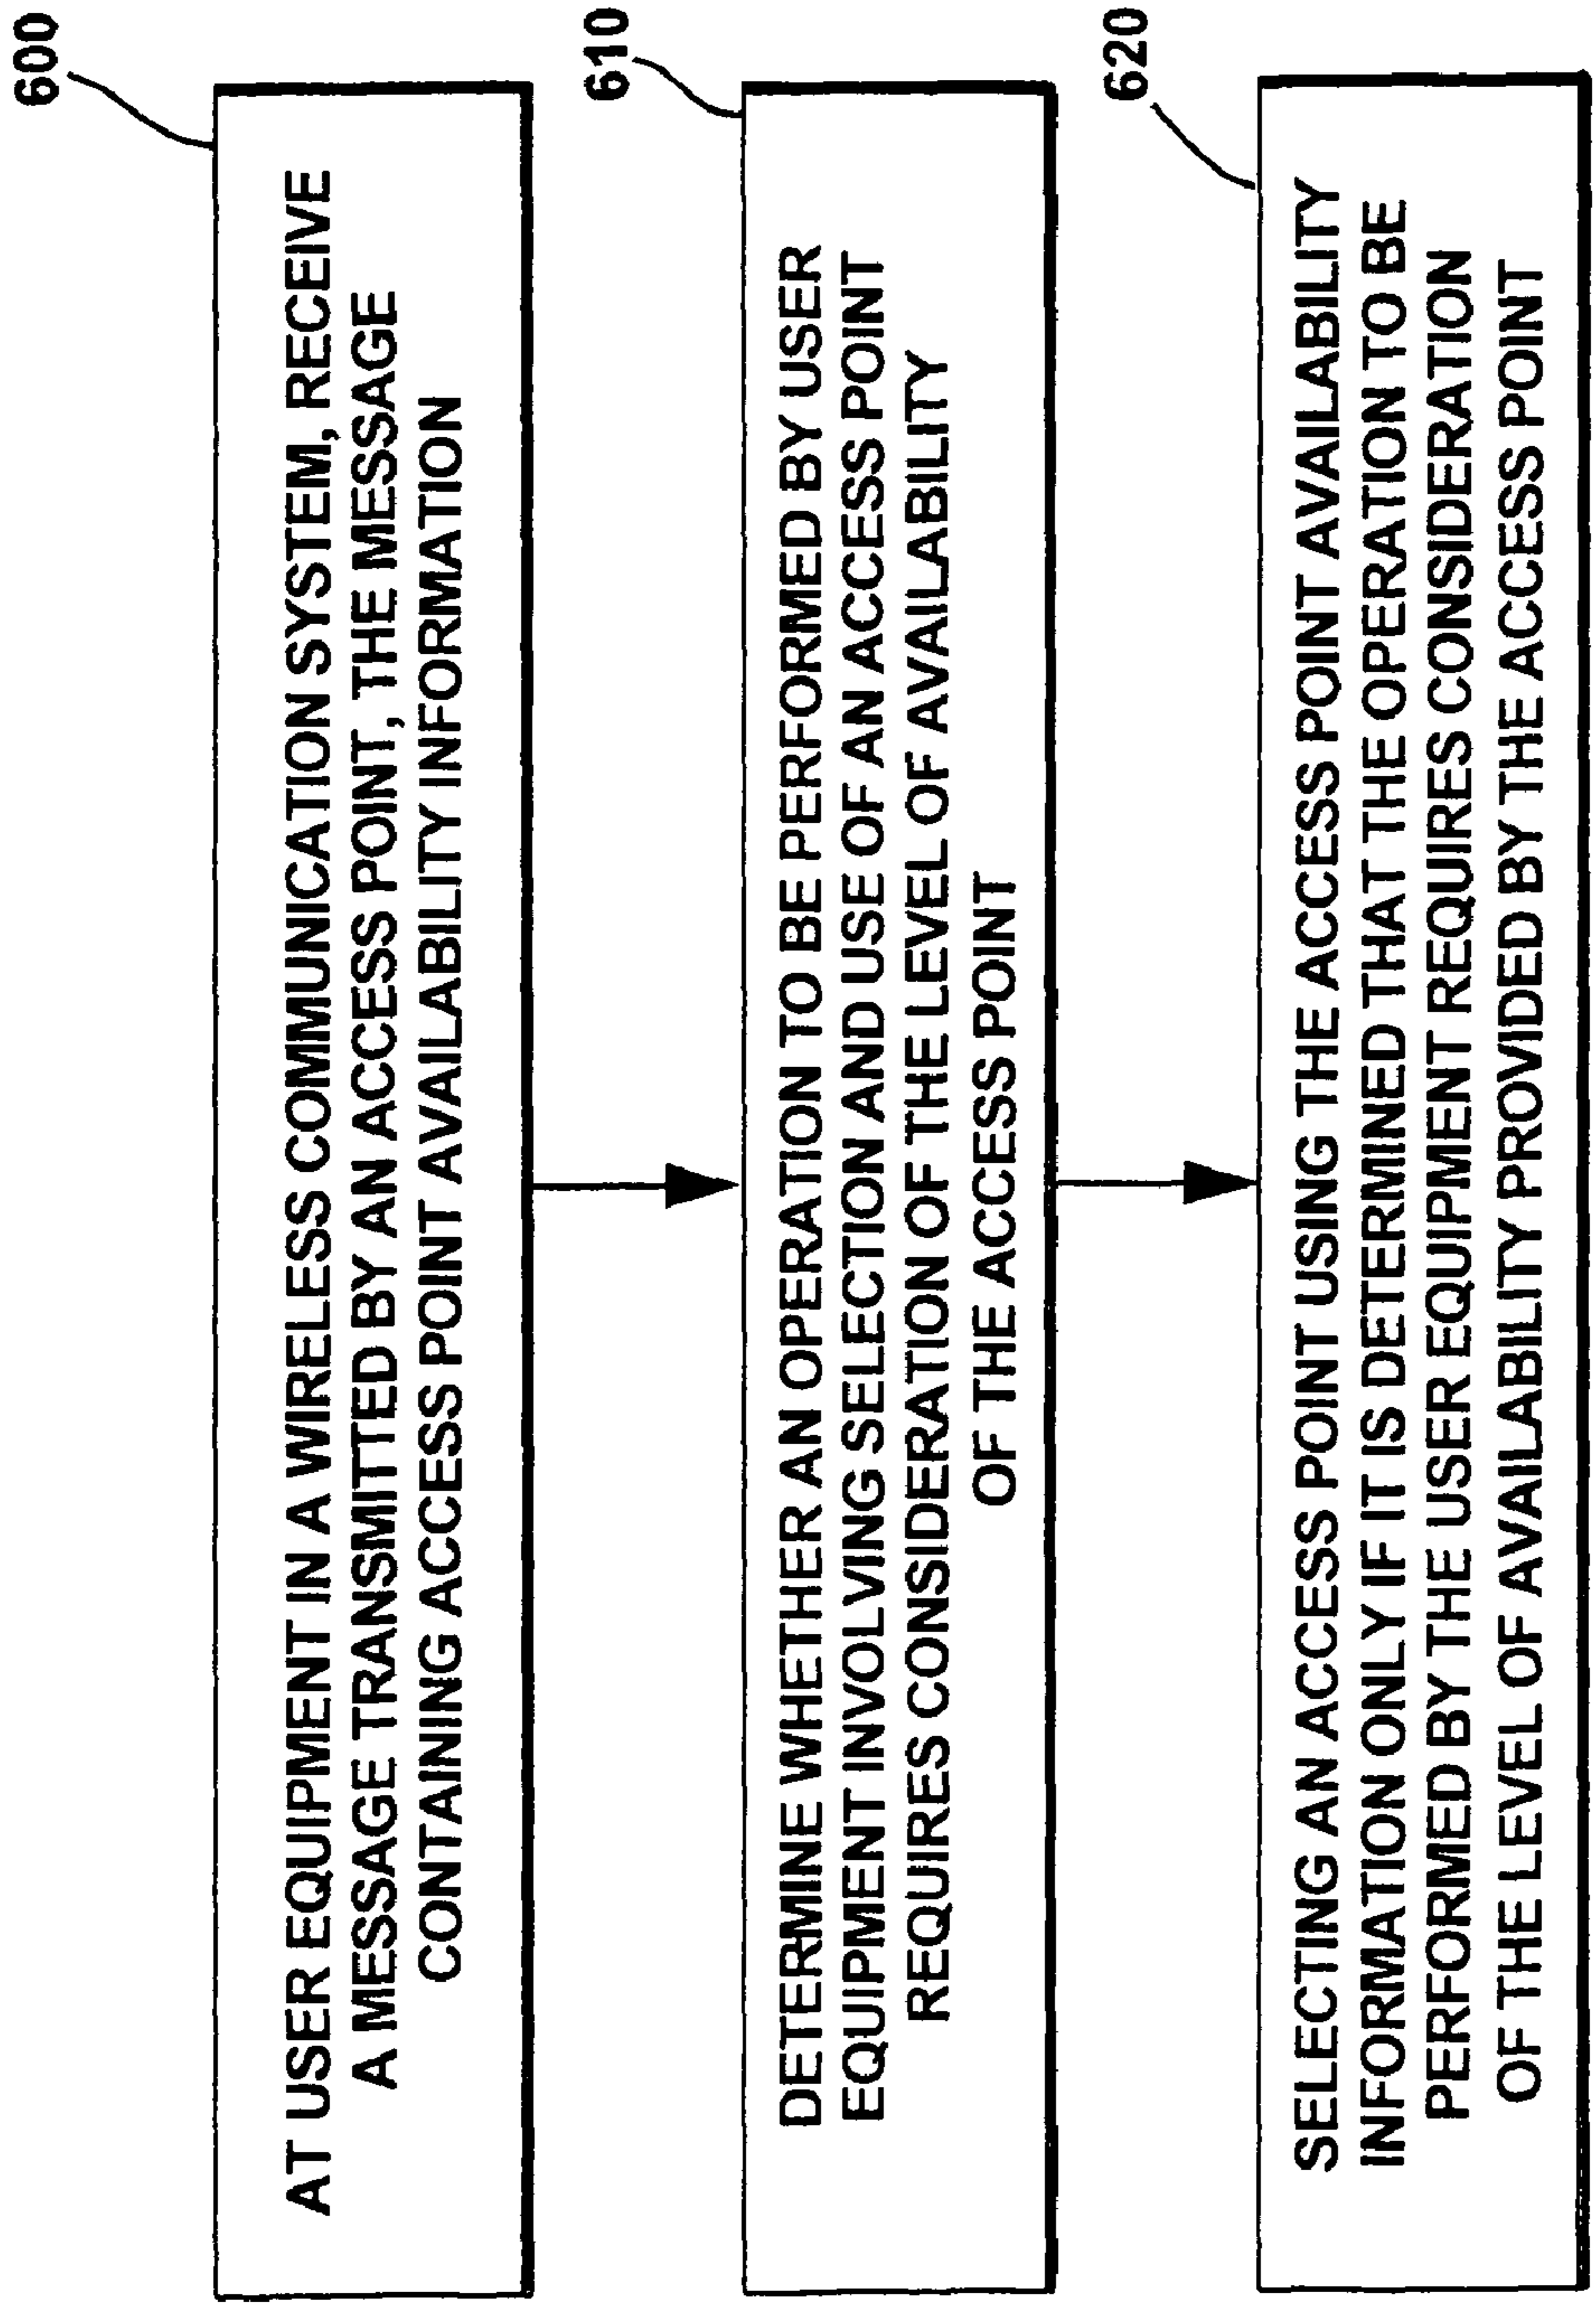 600
AT USER EQUIPMENT IN A WIRELESS COMMUNICATION SYSTEM, RECEIVE
A MESSAGE TRANSMITTED BY AN ACCESS POINT, THE MESSAGE
CONTAINING ACCESS POINT AVAILABILITY INFORMATION
610
DETERMINE WHETHER AN OPERATION TO BE PERFORMED BY USER
EQUIPMENT INVOLVING SELECTION AND USE OF AN ACCESS POINT
REQUIRES CONSIDERATION OF THE LEVEL OF AVAILABILITY
OF THE ACCESS POINT
620
SELECTING AN ACCESS POINT USING THE ACCESS POINT AVAILABILITY
INFORMATION ONLY IF IT IS DETERMINED THAT THE OPERATION TO BE
PERFORMED BY THE USER EQUIPMENT REQUIRES CONSIDERATION
OF THE LEVEL OF AVAILABILITY PROVIDED BY THE ACCESS POINT